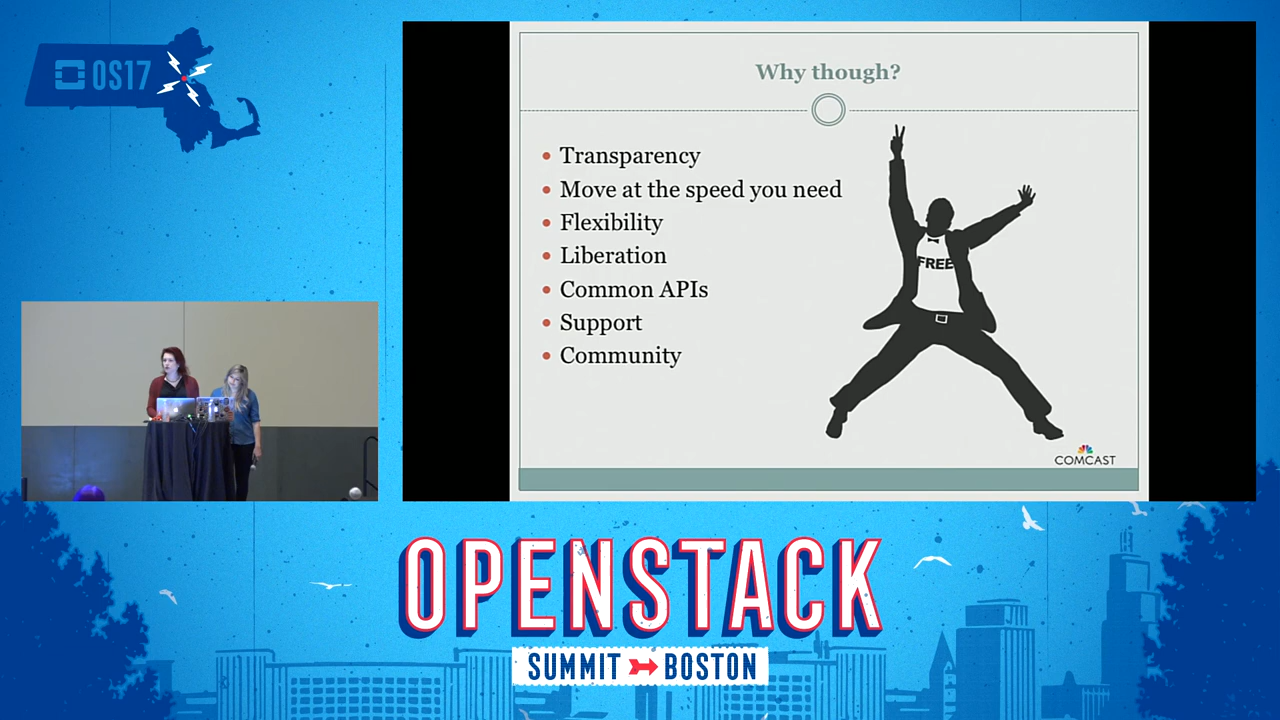 OS17
Why though?
Transparency
Move at the speed you need
Flexibility
Liberation
Common APIs
Support
Community
FREE
COMCAST
OPENSTACK
SUMMIT BOSTON